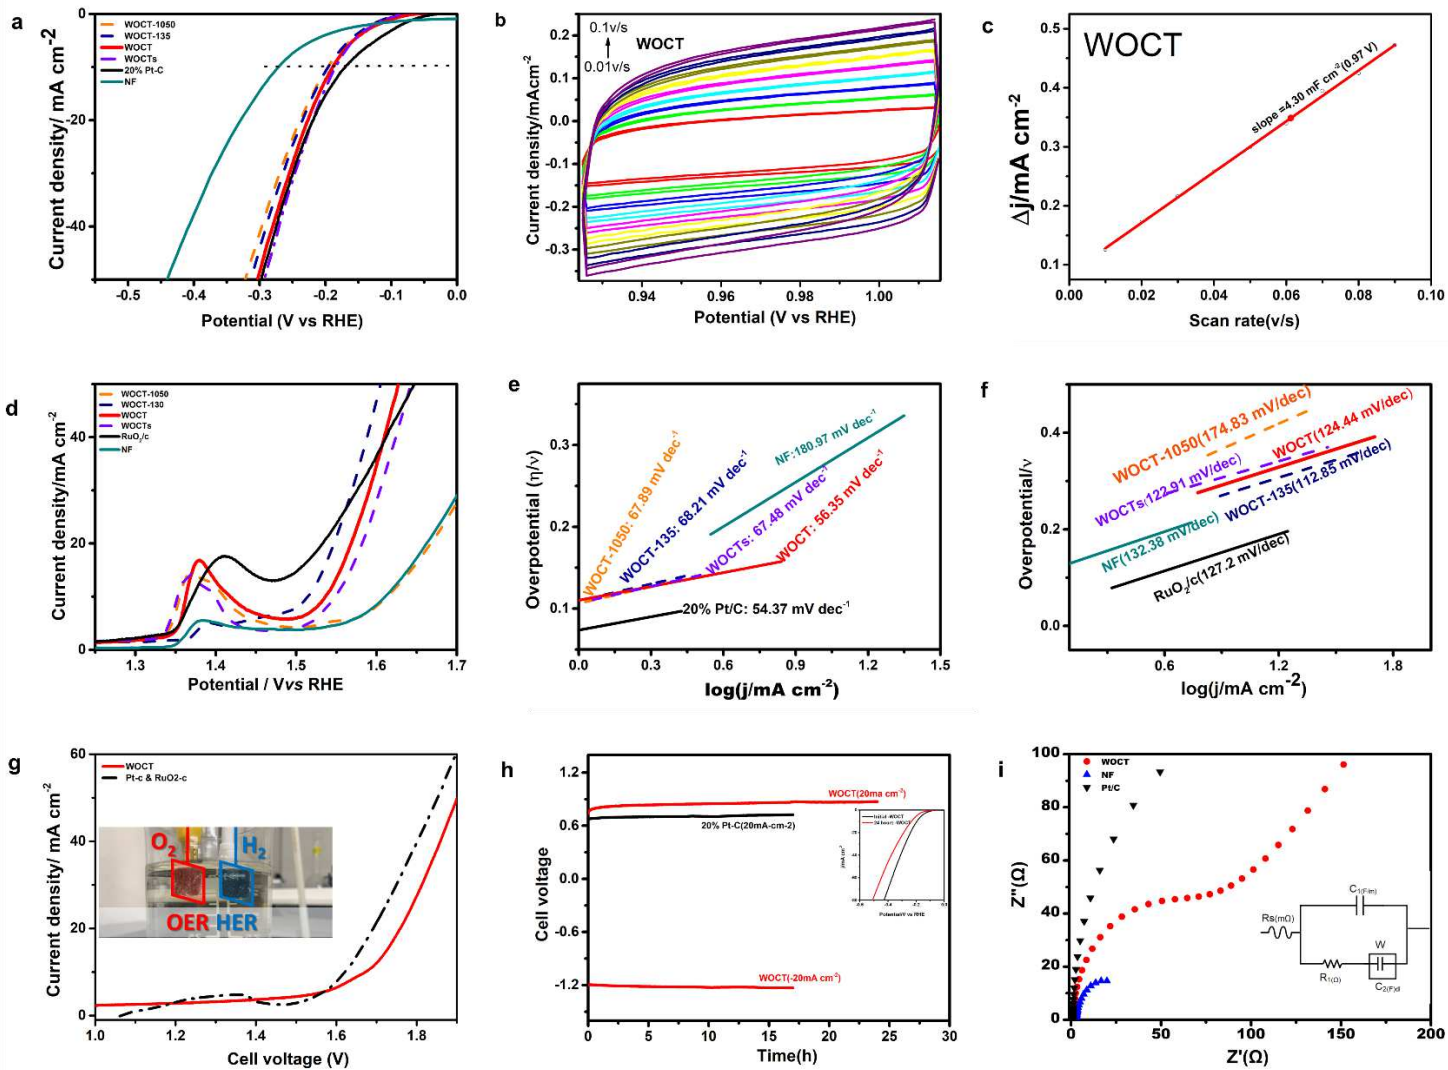 a
WOCT-1050
WOCT-135
WOCT
WOCTs
20% Pt-C
NF
Current density/ mA cm-2
0
-20
-40
-0.5
-0.4
-0.3
-0.2
-0.1
0.0
Potential (V vs RHE)
b
0.1v/s
0.01v/s
WOCT
Current density/mAcm-2
0.2
0.1
0.0
-0.1
-0.2
-0.3
0.94
0.96
0.98
1.00
Potential (V vs RHE)
c
WOCT
slope =4.30 mF cm-2(0.97 V)
Δj/mA cm-2
0.5
0.4
0.3
0.2
0.1
0.00
0.02
0.04
0.06
0.08
0.10
Scan rate(v/s)
d
WOCT-1050
WOCT-130
WOCT
WOCTs
RuO2/c
NF
Current density/mA cm-2
40
20
0
1.3
1.4
1.5
1.6
1.7
Potential / Vvs RHE
e
WOCT-1050: 67.89 mV dec-1
WOCT-135: 68.21 mV dec-1
WOCTs: 67.48 mV dec-1
WOCT: 56.35 mV dec-1
NF:180.97 mV dec-1
20% Pt/C: 54.37 mV dec-1
Overpotential (η/v)
0.3
0.2
0.1
0.0
0.3
0.6
0.9
1.2
1.5
log(j/mA cm-2)
f
WOCT-1050(174.83 mV/dec)
WOCT(124.44 mV/dec)
WOCTs(122.91 mV/dec)
WOCT-135(112.85 mV/dec)
NF(132.38 mV/dec)
RuO2/c(127.2 mV/dec)
Overpotential/v
0.4
0.2
0.0
0.6
1.2
1.8
log(j/mA cm-2)
g
WOCT
Pt-c & RuO2-c
O2
H2
OER
HER
Current density/ mA cm-2
60
50
40
30
20
10
0
1.0
1.2
1.4
1.6
1.8
Cell voltage (V)
h
WOCT(20ma cm-2)
20% Pt-C(20mA-cm-2)
WOCT(-20mA cm-2)
Initial -WOCT
24 hours -WOCT
Potential/V vs RHE
Cell voltage
1.2
0.6
0.0
-0.6
-1.2
0
5
10
15
20
25
30
Time(h)
i
WOCT
NF
Pt/C
Rs(mΩ)
C1(F/m)
R1(Ω)
W
C2(F)dl
Z''(Ω)
100
80
60
40
20
0
0
50
100
150
200
Z'(Ω)